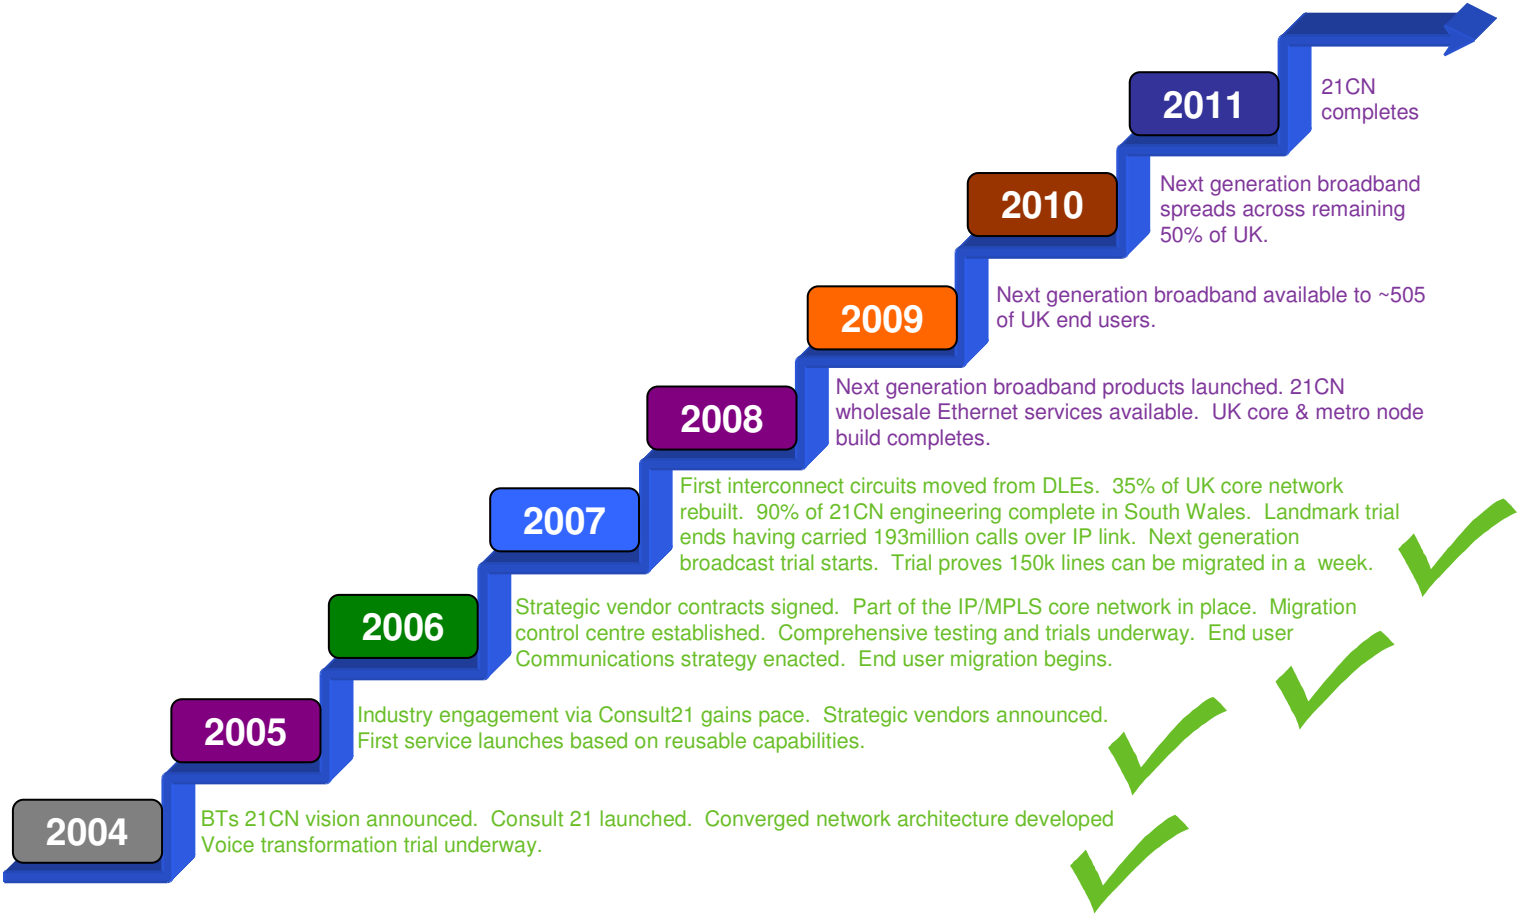 2011
21CN
completes
2010
Next generation broadband
spreads across remaining
50% of UK.
2009
Next generation broadband available to ~505
of UK end users.
2008
Next generation broadband products launched. 21CN
wholesale Ethernet services available.  UK core & metro node
build completes.
2007
First interconnect circuits moved from DLEs.  35% of UK core network
rebuilt.  90% of 21CN engineering complete in South Wales.  Landmark trial
ends having carried 193million calls over IP link.  Next generation
broadcast trial starts.  Trial proves 150k lines can be migrated in a  week.
2006
Strategic vendor contracts signed.  Part of the IP/MPLS core network in place.  Migration
control centre established.  Comprehensive testing and trials underway.  End user
Communications strategy enacted.  End user migration begins.
2005
Industry engagement via Consult21 gains pace.  Strategic vendors announced.
First service launches based on reusable capabilities.
2004
BTs 21CN vision announced.  Consult 21 launched.  Converged network architecture developed
Voice transformation trial underway.